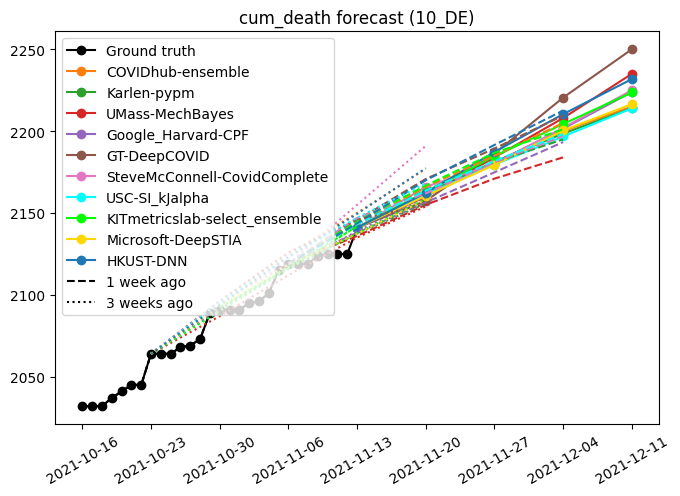 cum_death forecast (10_DE)
2250
2200
2150
2100
2050
Ground truth
COVIDhub-ensemble
Karlen-pypm
UMass-MechBayes
Google_Harvard-CPF
GT-DeepCOVID
SteveMcConnell-CovidComplete
USC-SI_kJalpha
KITmetricslab-select_ensemble
Microsoft-DeepSTIA
HKUST-DNN
1 week ago
3 weeks ago
2021-10-16
2021-10-23
2021-10-30
2021-11-06
2021-11-13
2021-11-20
2021-11-27
2021-12-04
2021-12-11